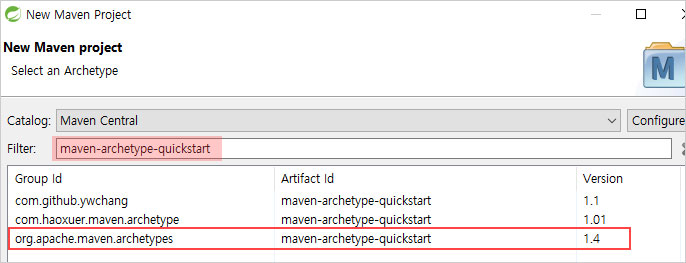 New Maven Project
New Maven project
Select an Archetype
M
Catalog: Maven Central Configure
Filter: maven-archetype-quickstart
Group Id Artifact Id Version
com.github.ywchang maven-archetype-quickstart 1.1
com.haoxuer.maven.archetype maven-archetype-quickstart 1.01
org.apache.maven.archetypes maven-archetype-quickstart 1.4